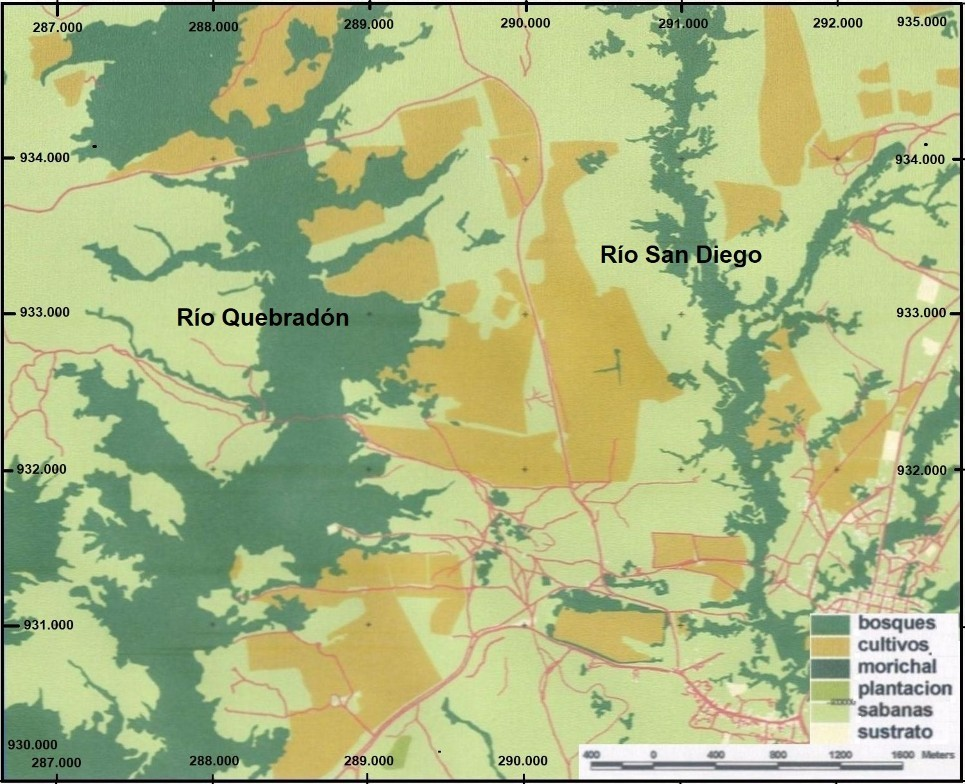 287.000 288.000 289.000 290.000 291.000 292.000 935.000
934.000 934.000
Río San Diego
Río Quebradón
933.000 933.000
932.000 932.000
931.000
bosques
cultivos
morichal
plantacion
sabanas
sustrato
930.000
287.000 288.000 289.000 290.000
400 0 400 800 1200 1600 Meters